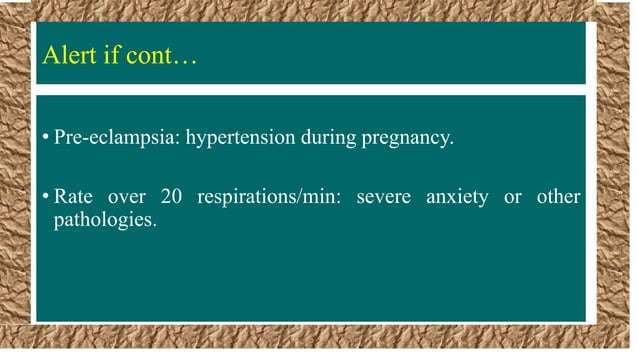 Alert if cont…
• Pre-eclampsia: hypertension during pregnancy.
• Rate over 20 respirations/min: severe anxiety or other
pathologies.